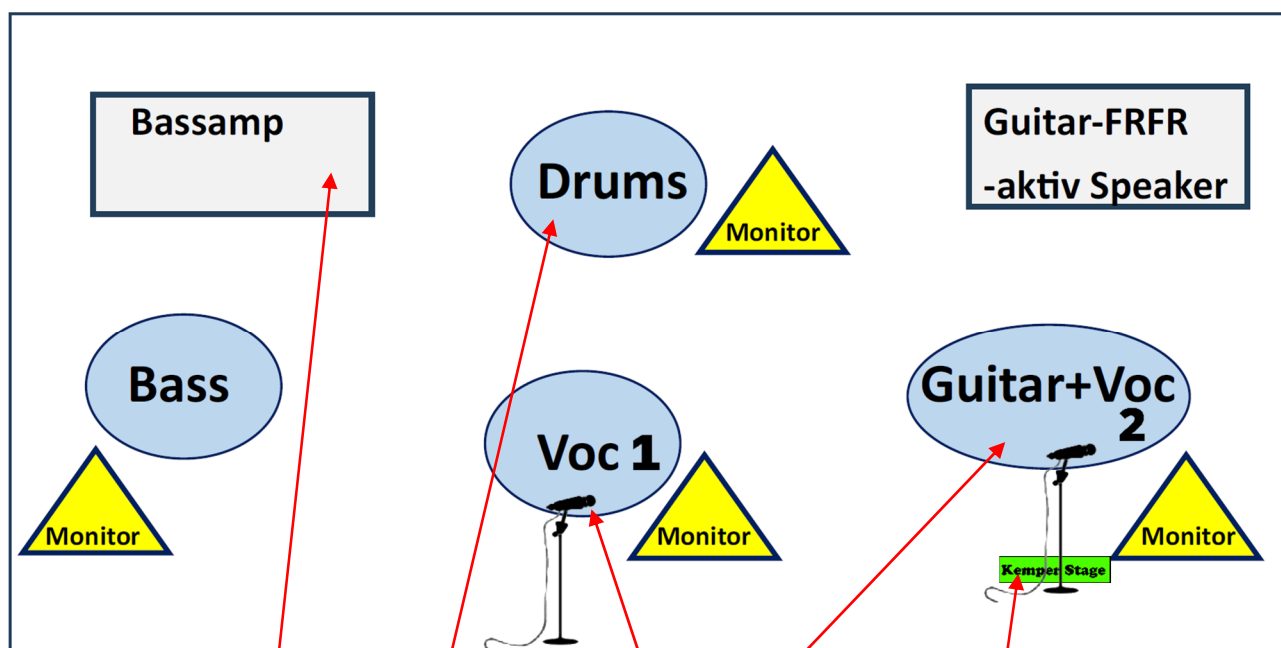 Bassamp
Drums
Monitor
Guitar-FRFR
-aktiv Speaker
Bass
Monitor
Voc 1
Monitor
Guitar+Voc
2
Monitor
Kemper Stage